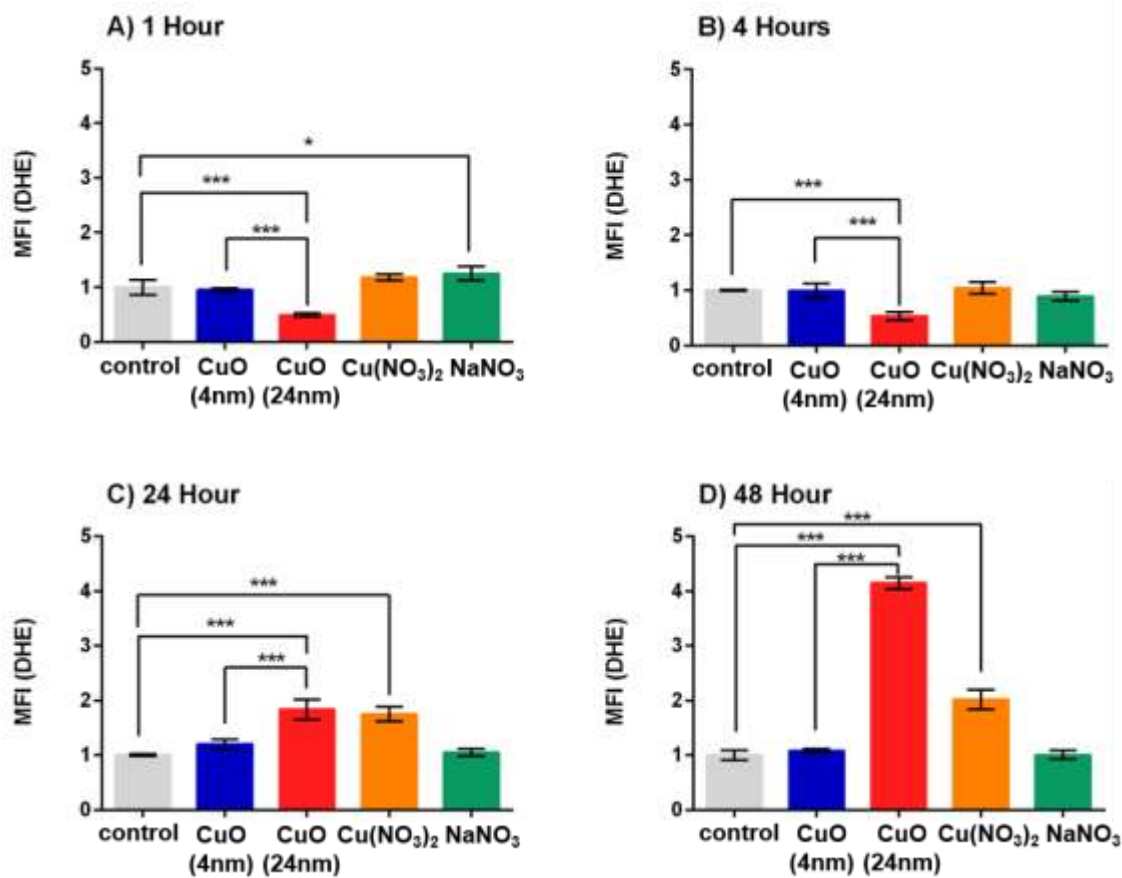 A) 1 Hour
5
4
3
2
1
0
MFI (DHE)
*
***
***
control CuO CuO Cu(NO₃)₂ NaNO₃
(4nm) (24nm)
B) 4 Hours
5
4
3
2
1
0
MFI (DHE)
***
***
control CuO CuO Cu(NO₃)₂ NaNO₃
(4nm) (24nm)
C) 24 Hour
5
4
3
2
1
0
MFI (DHE)
***
***
***
control CuO CuO Cu(NO₃)₂ NaNO₃
(4nm) (24nm)
D) 48 Hour
5
4
3
2
1
0
MFI (DHE)
***
***
***
control CuO CuO Cu(NO₃)₂ NaNO₃
(4nm) (24nm)